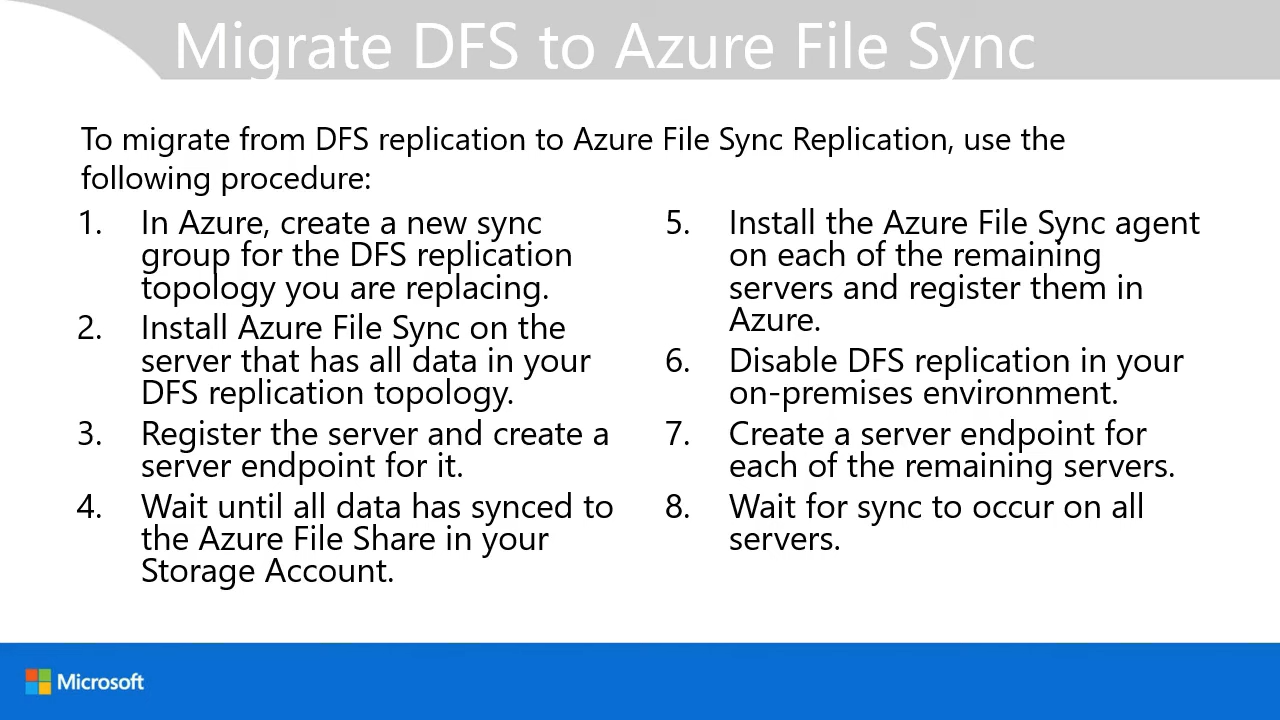 Migrate DFS to Azure File Sync
To migrate from DFS replication to Azure File Sync Replication, use the
following procedure:
1. In Azure, create a new sync
group for the DFS replication
topology you are replacing.
2. Install Azure File Sync on the
server that has all data in your
DFS replication topology.
3. Register the server and create a
server endpoint for it.
4. Wait until all data has synced to
the Azure File Share in your
Storage Account.
5. Install the Azure File Sync agent
on each of the remaining
servers and register them in
Azure.
6. Disable DFS replication in your
on-premises environment.
7. Create a server endpoint for
each of the remaining servers.
8. Wait for sync to occur on all
servers.
Microsoft